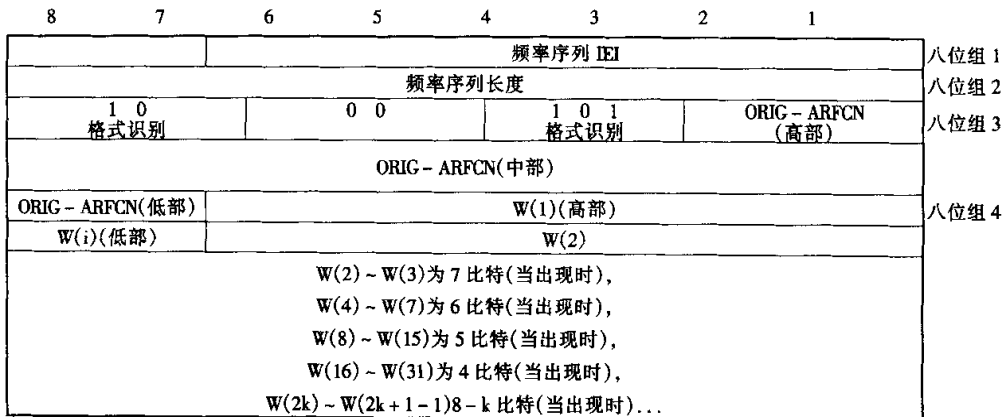 8 7 6 5 4 3 2 1
频率序列 IEI 八位组 1
频率序列长度 八位组 2
1 0 0 0 1 0 1 ORIG-ARFCN 八位组 3
格式识别 格式识别 (高部)
ORIG-ARFCN(中部)
ORIG-ARFCN(低部) W(1)(高部) 八位组 4
W(i)(低部) W(2)
W(2)~W(3)为 7 比特(当出现时),
W(4)~W(7)为 6 比特(当出现时),
W(8)~W(15)为 5 比特(当出现时),
W(16)~W(31)为 4 比特(当出现时),
W(2k)~W(2k+1-1)8-k 比特(当出现时)...